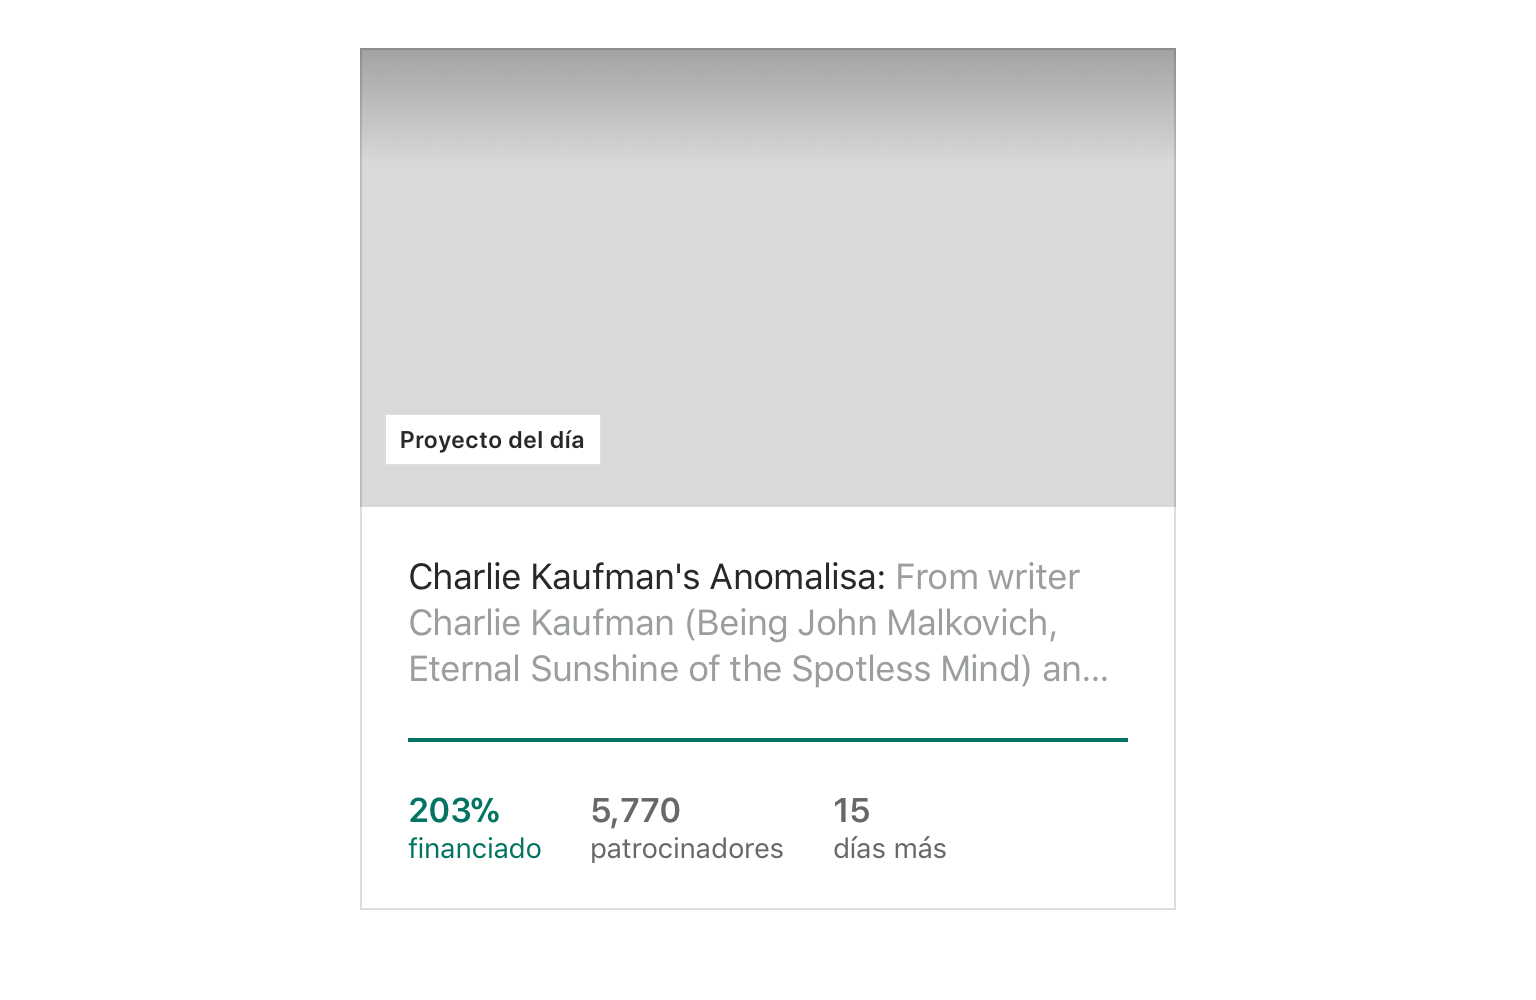 Proyecto del día
Charlie Kaufman's Anomalisa: From writer
Charlie Kaufman (Being John Malkovich,
Eternal Sunshine of the Spotless Mind) an…
203% 5,770 15
financiado patrocinadores días más